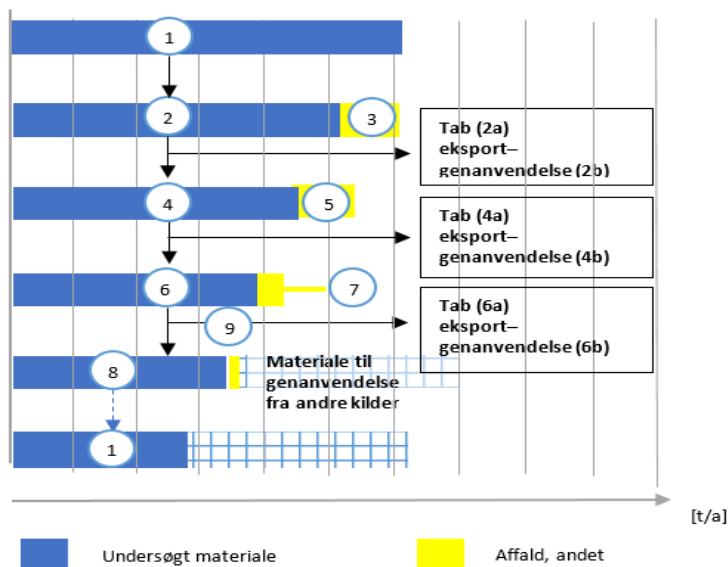 1
2
3
Tab (2a)
eksport–
genanvendelse (2b)
4
5
Tab (4a)
eksport–
genanvendelse (4b)
6
7
Tab (6a)
eksport–
genanvendelse (6b)
9
8
Materiale til
genanvendelse
fra andre kilder
1
[t/a]
Undersøgt materiale
Affald, andet